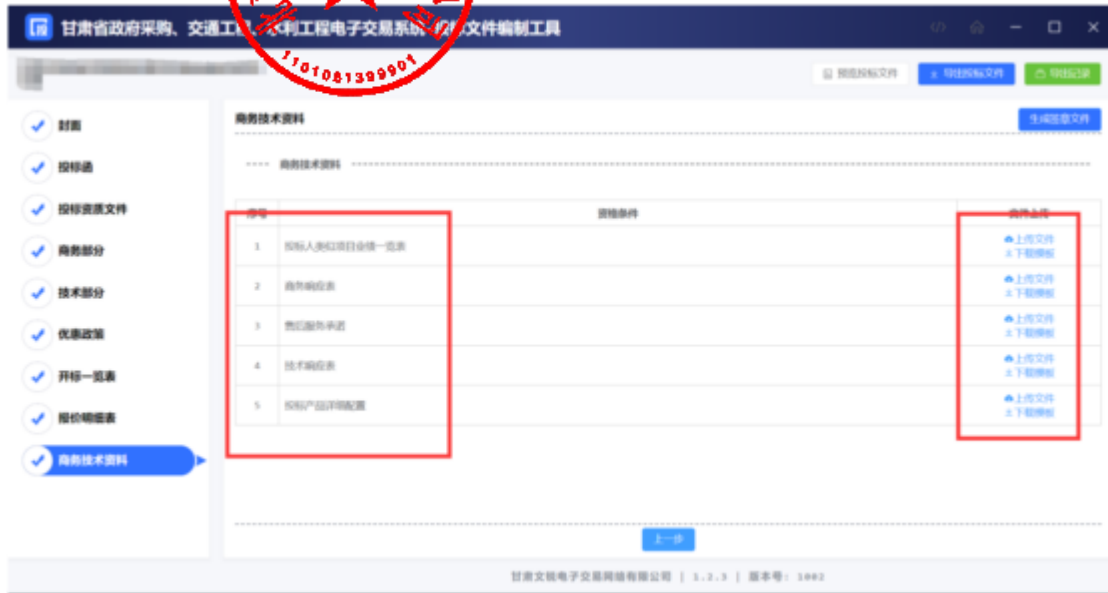 投 甘肃省政府采购、交通工程、水利工程电子交易系统-投标文件编制工具
1101081399901
预览投标文件 导出投标文件 导出记录
封面
投标函
投标资质文件
商务部分
技术部分
优惠政策
开标一览表
报价明细表
商务技术资料
商务技术资料 生成签章文件
商务技术资料
序号 资格条件 文件上传
1 投标人类似项目业绩一览表 上传文件
下载模板
2 商务响应表 上传文件
下载模板
3 售后服务承诺 上传文件
下载模板
4 技术响应表 上传文件
下载模板
5 投标产品详细配置 上传文件
下载模板
上一步
甘肃文锐电子交易网络有限公司 | 1.2.3 | 版本号: 1002